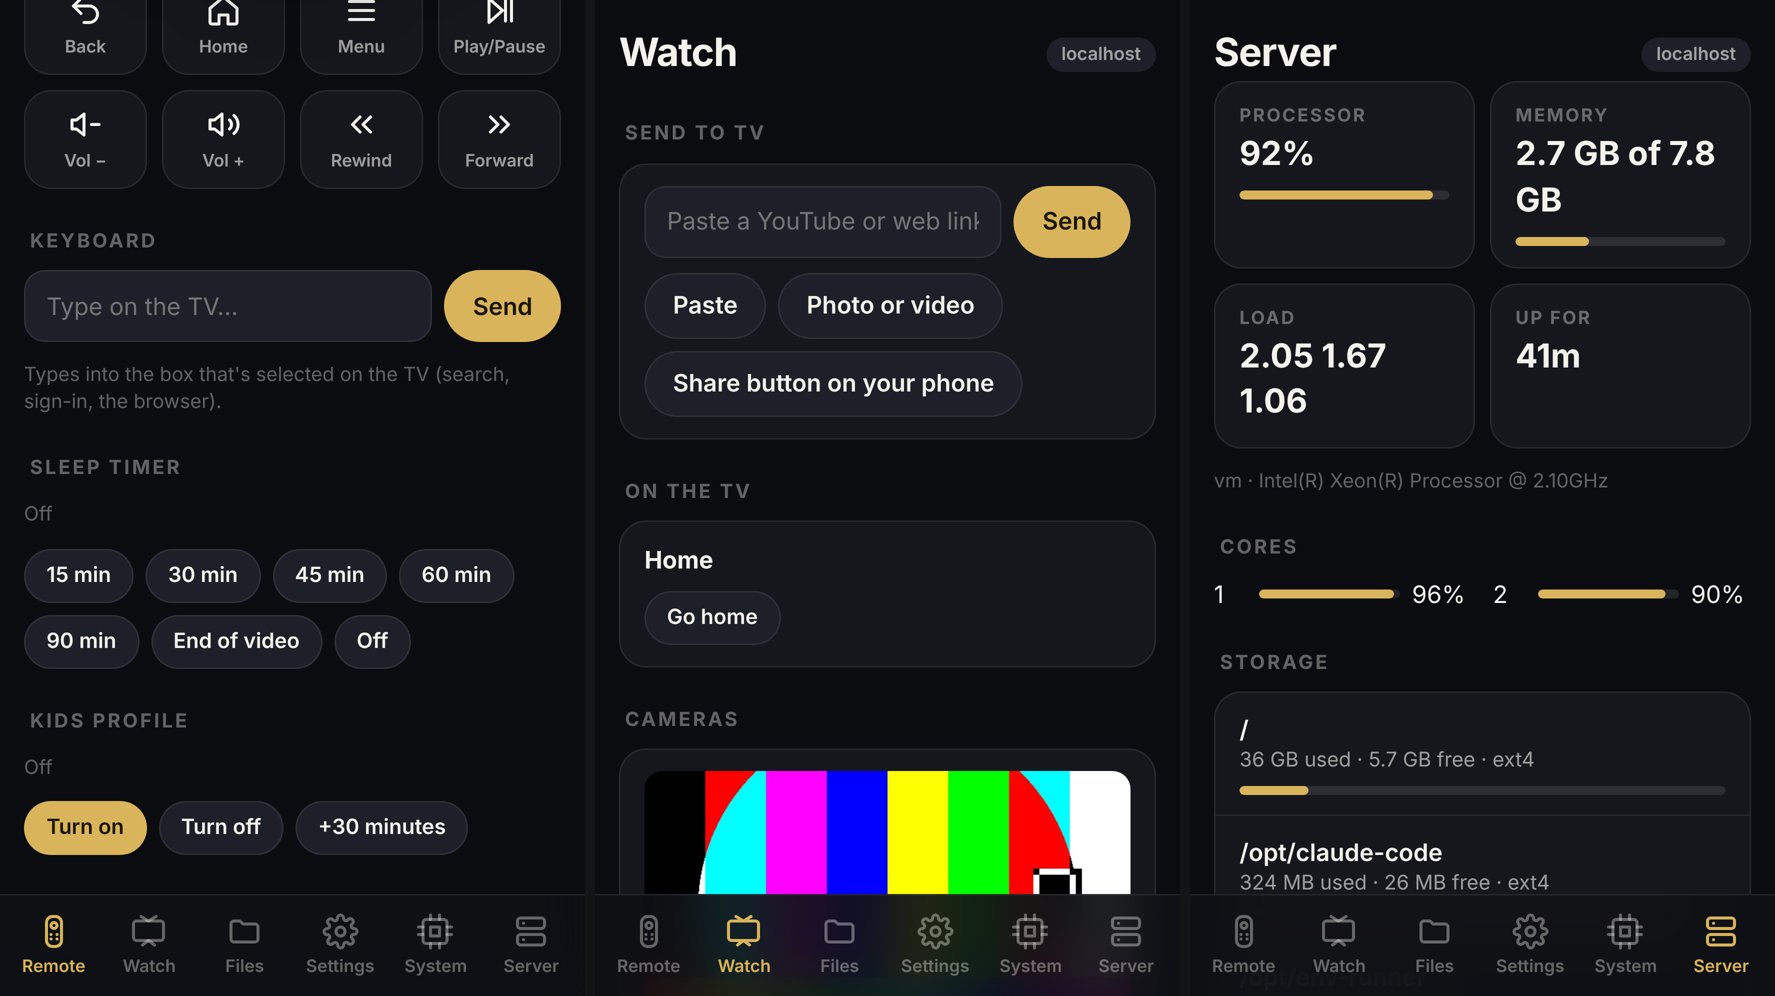 Back Home Menu Play/Pause
Vol – Vol + Rewind Forward
KEYBOARD
Type on the TV... Send
Types into the box that's selected on the TV (search,
sign-in, the browser).
SLEEP TIMER
Off
15 min 30 min 45 min 60 min
90 min End of video Off
KIDS PROFILE
Off
Turn on Turn off +30 minutes
Remote Watch Files Settings System Server
Watch localhost
SEND TO TV
Paste a YouTube or web link Send
Paste Photo or video
Share button on your phone
ON THE TV
Home
Go home
CAMERAS
Remote Watch Files Settings System Server
Server localhost
PROCESSOR
92%
MEMORY
2.7 GB of 7.8
GB
LOAD
2.05 1.67
1.06
UP FOR
41m
vm · Intel(R) Xeon(R) Processor @ 2.10GHz
CORES
1 96% 2 90%
STORAGE
/
36 GB used · 5.7 GB free · ext4
/opt/claude-code
324 MB used · 26 MB free · ext4
Remote Watch Files Settings System Server